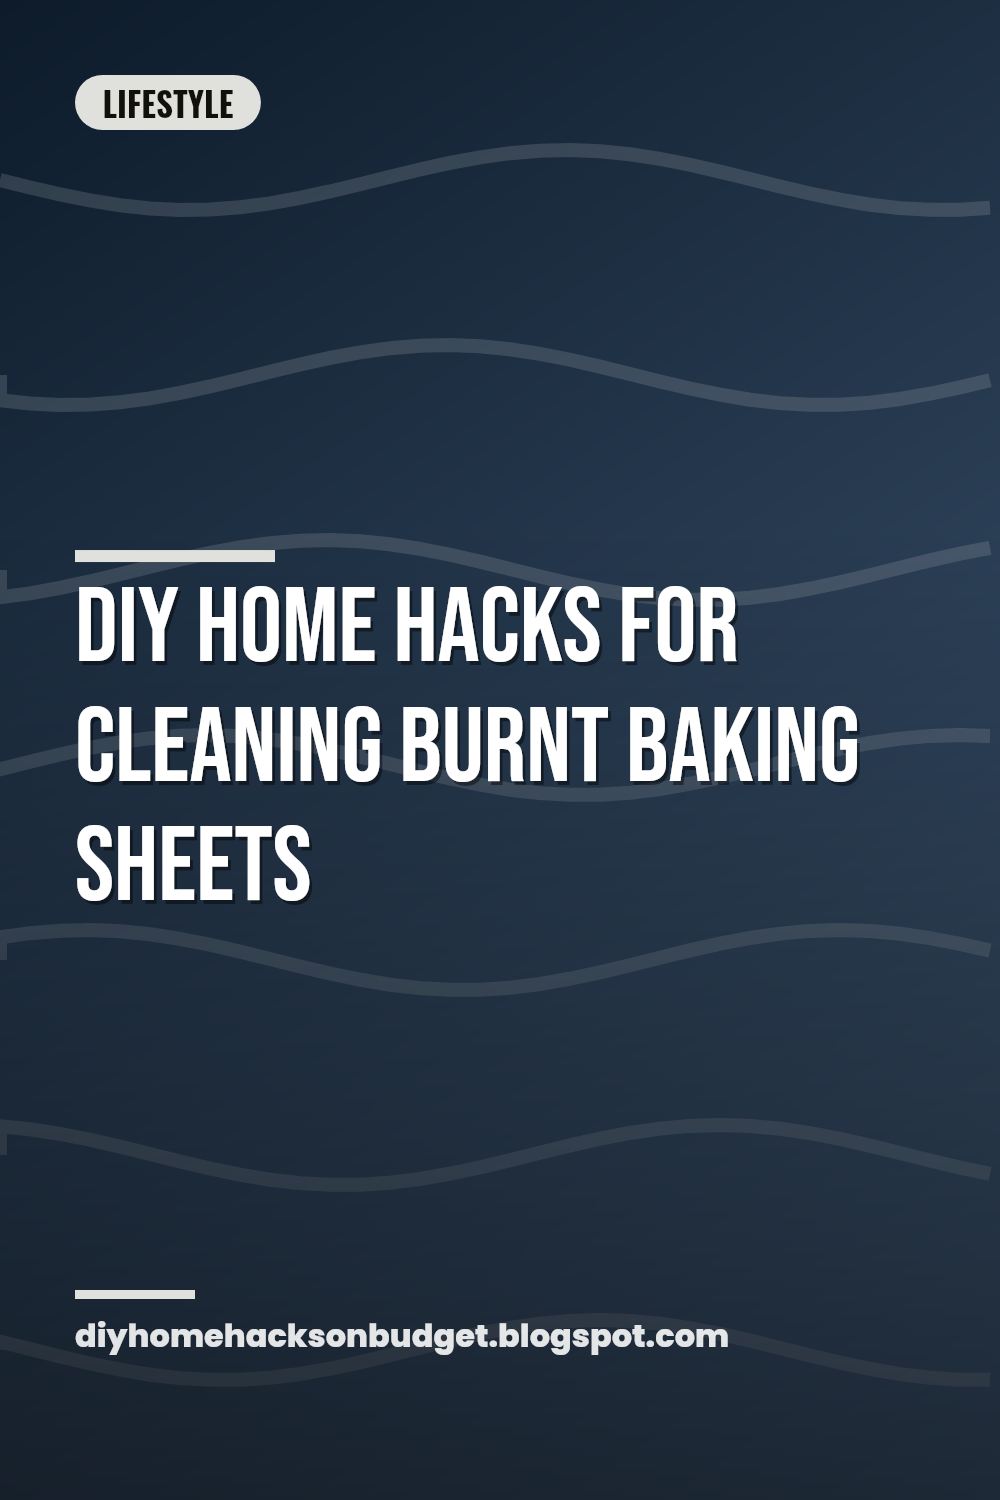 LIFESTYLE
DIY HOME HACKS FOR
CLEANING BURNT BAKING
SHEETS
diyhomehacksonbudget.blogspot.com